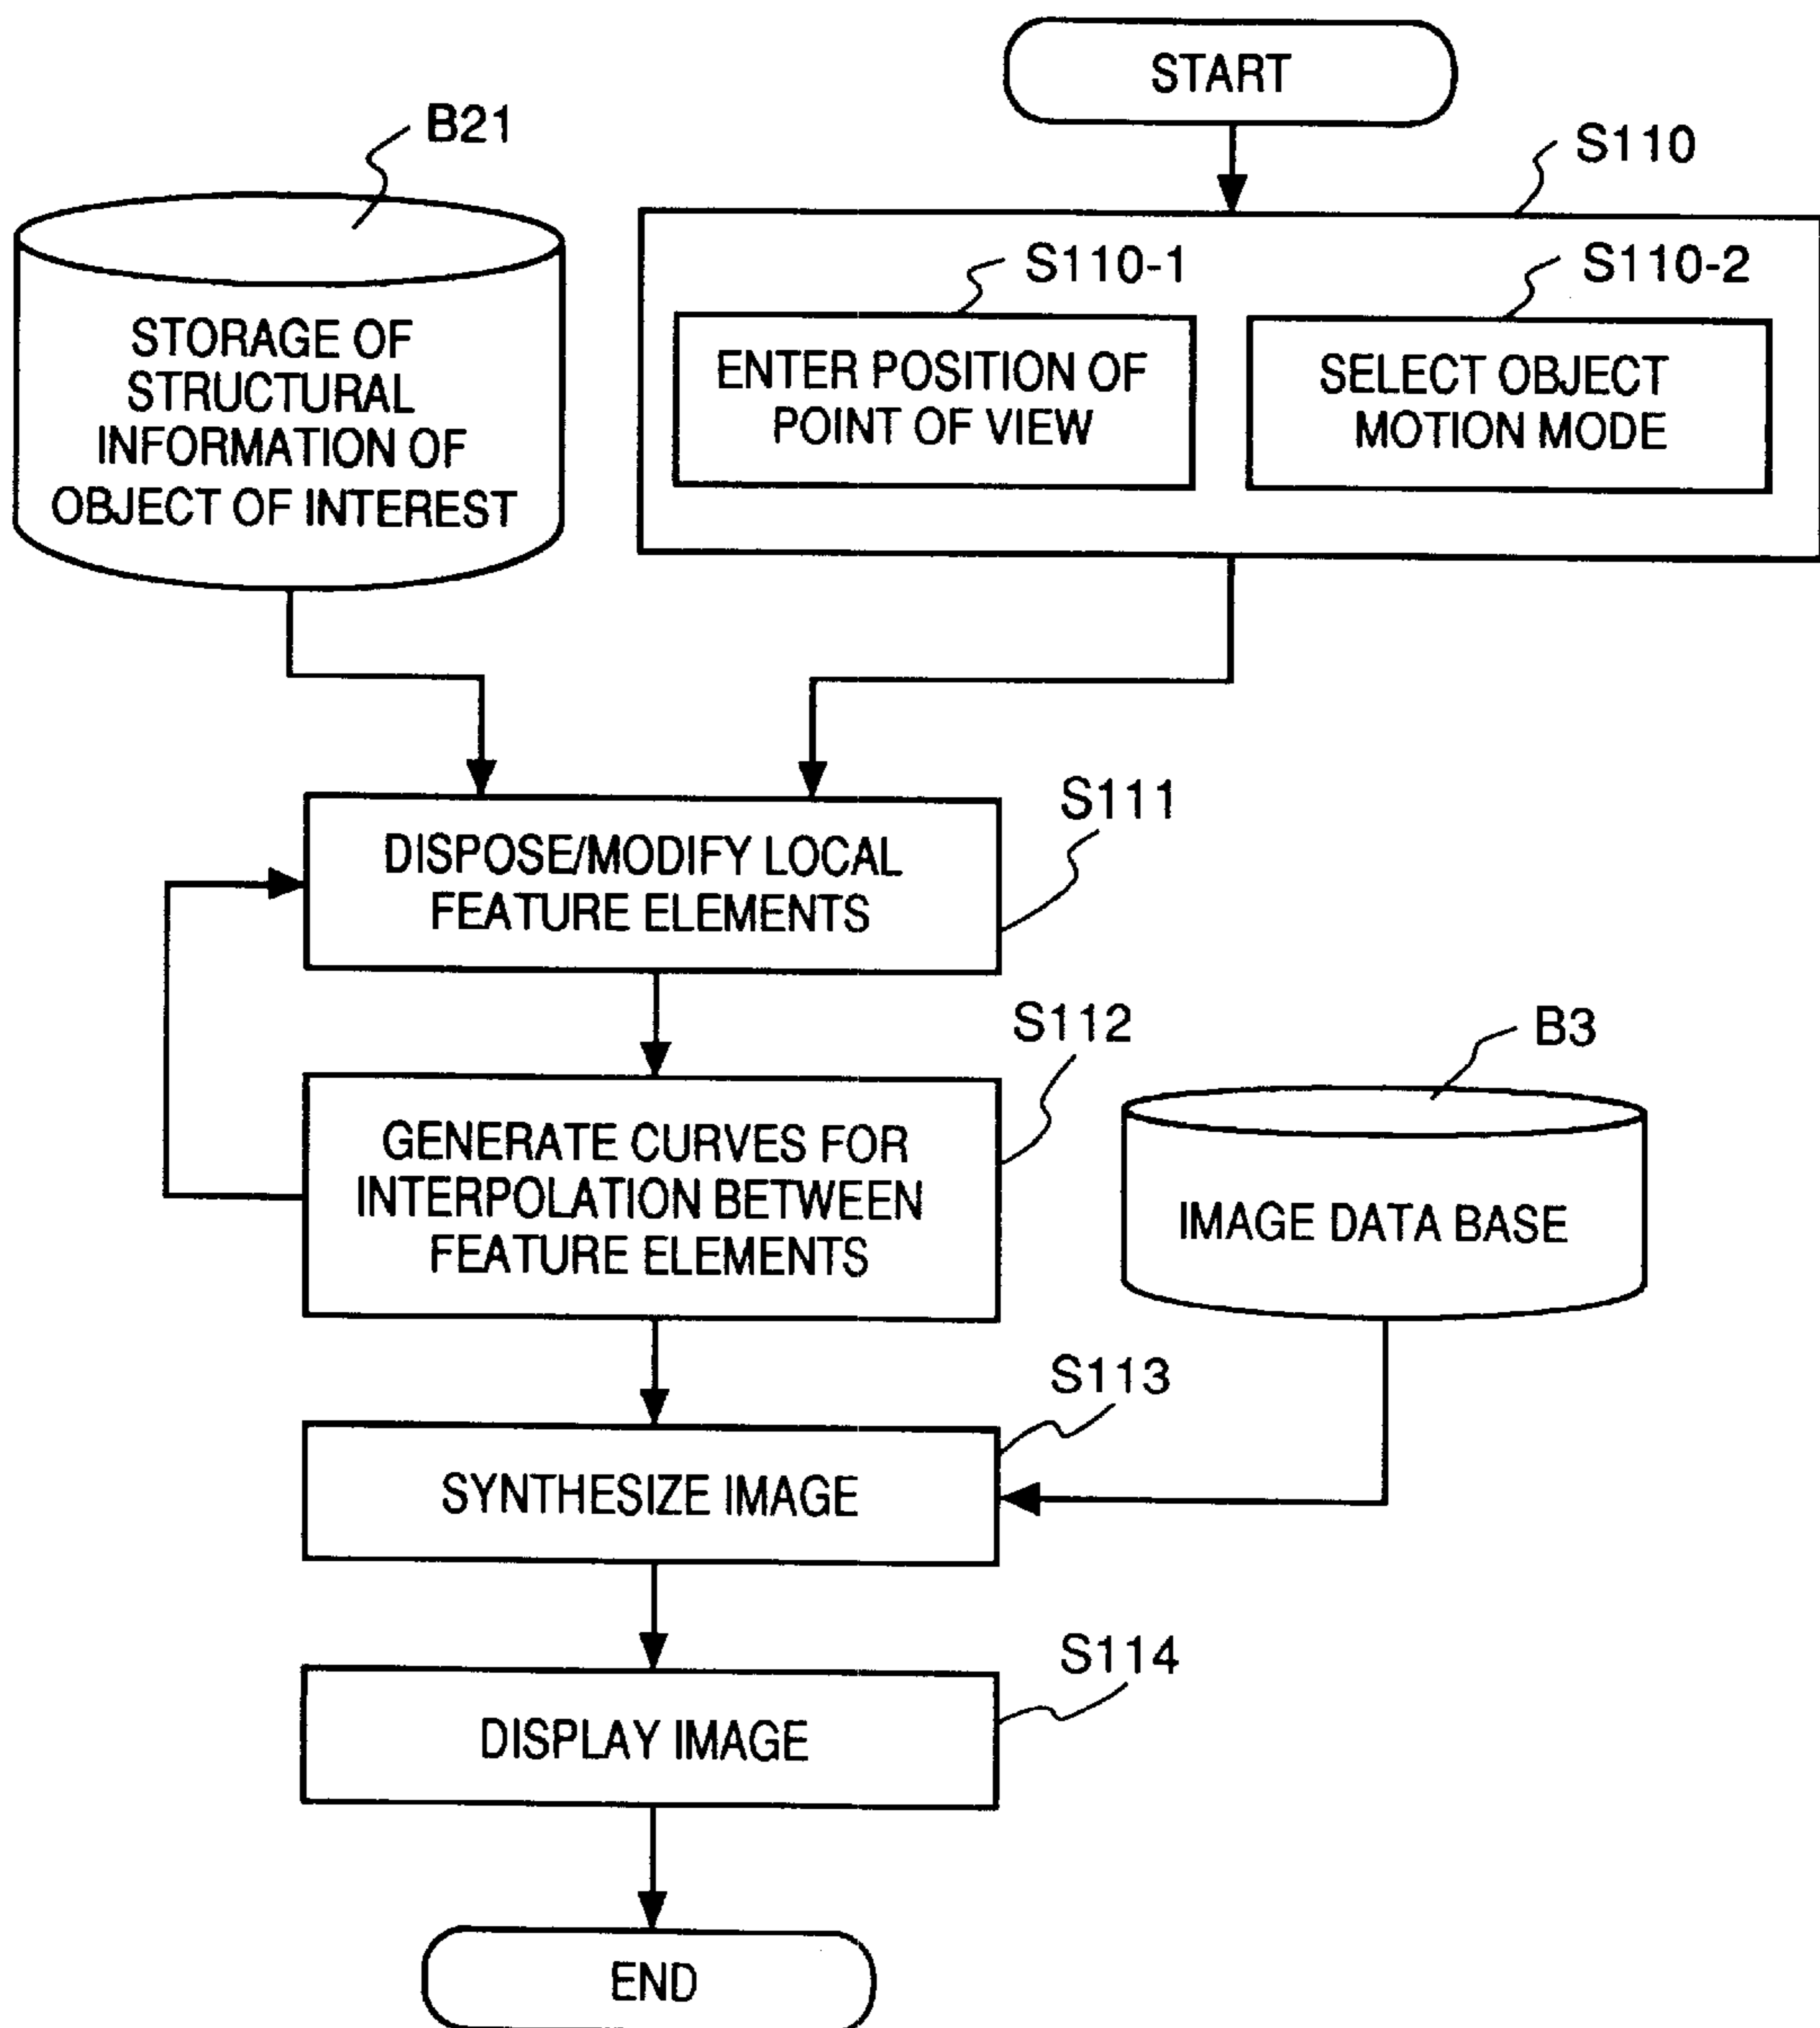 START
B21
S110
S110-1
S110-2
STORAGE OF
STRUCTURAL
INFORMATION OF
OBJECT OF INTEREST
ENTER POSITION OF
POINT OF VIEW
SELECT OBJECT
MOTION MODE
S111
DISPOSE/MODIFY LOCAL
FEATURE ELEMENTS
S112
GENERATE CURVES FOR
INTERPOLATION BETWEEN
FEATURE ELEMENTS
B3
IMAGE DATA BASE
S113
SYNTHESIZE IMAGE
S114
DISPLAY IMAGE
END